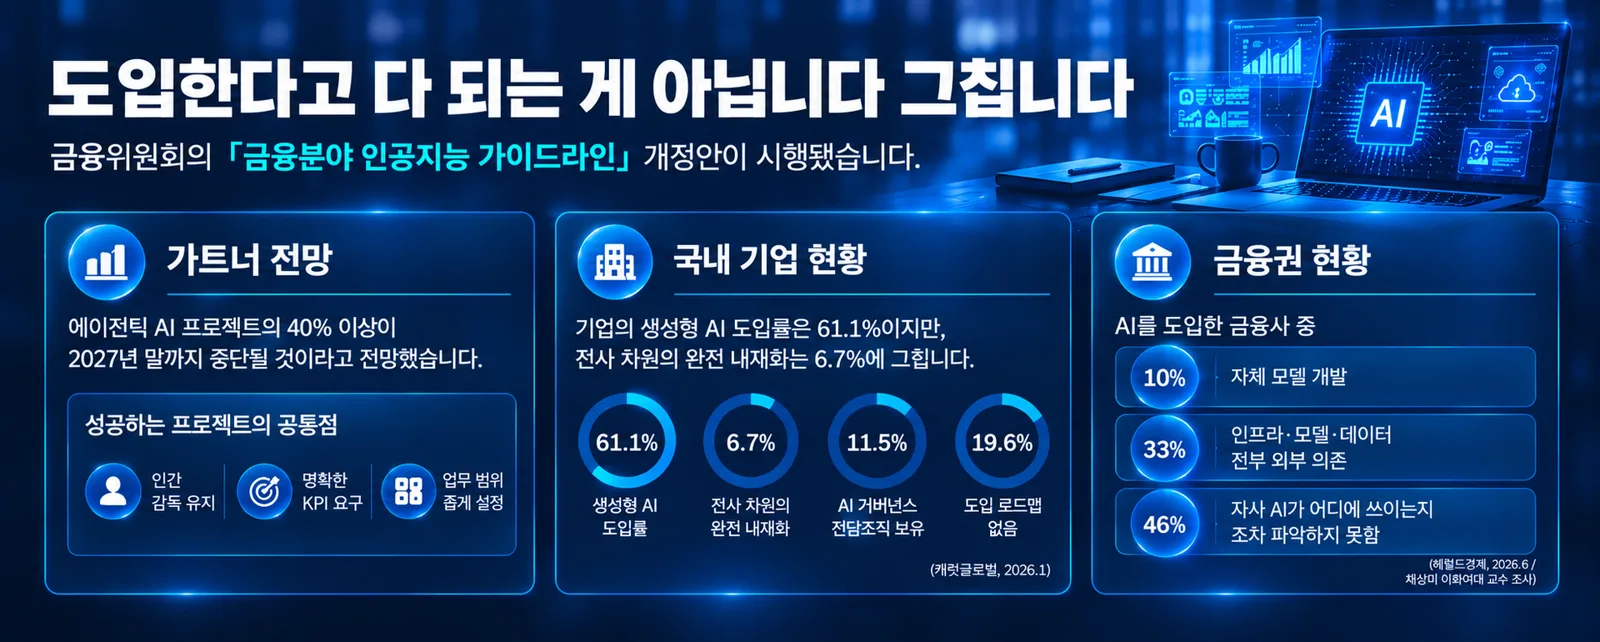 도입한다고 다 되는 게 아닙니다 그칩니다
금융위원회의 「금융분야 인공지능 가이드라인」 개정안이 시행됐습니다.
AI
가트너 전망
에이전틱 AI 프로젝트의 40% 이상이
2027년 말까지 중단될 것이라고 전망했습니다.
성공하는 프로젝트의 공통점
인간
감독 유지
명확한
KPI 요구
업무 범위
좁게 설정
국내 기업 현황
기업의 생성형 AI 도입률은 61.1%이지만,
전사 차원의 완전 내재화는 6.7%에 그칩니다.
61.1%
생성형 AI
도입률
6.7%
전사 차원의
완전 내재화
11.5%
AI 거버넌스
전담조직 보유
19.6%
도입 로드맵
없음
(캐럿글로벌, 2026.1)
금융권 현황
AI를 도입한 금융사 중
10%
자체 모델 개발
33%
인프라·모델·데이터
전부 외부 의존
46%
자사 AI가 어디에 쓰이는지
조차 파악하지 못함
(헤럴드경제, 2026.6 /
채상미 이화여대 교수 조사)